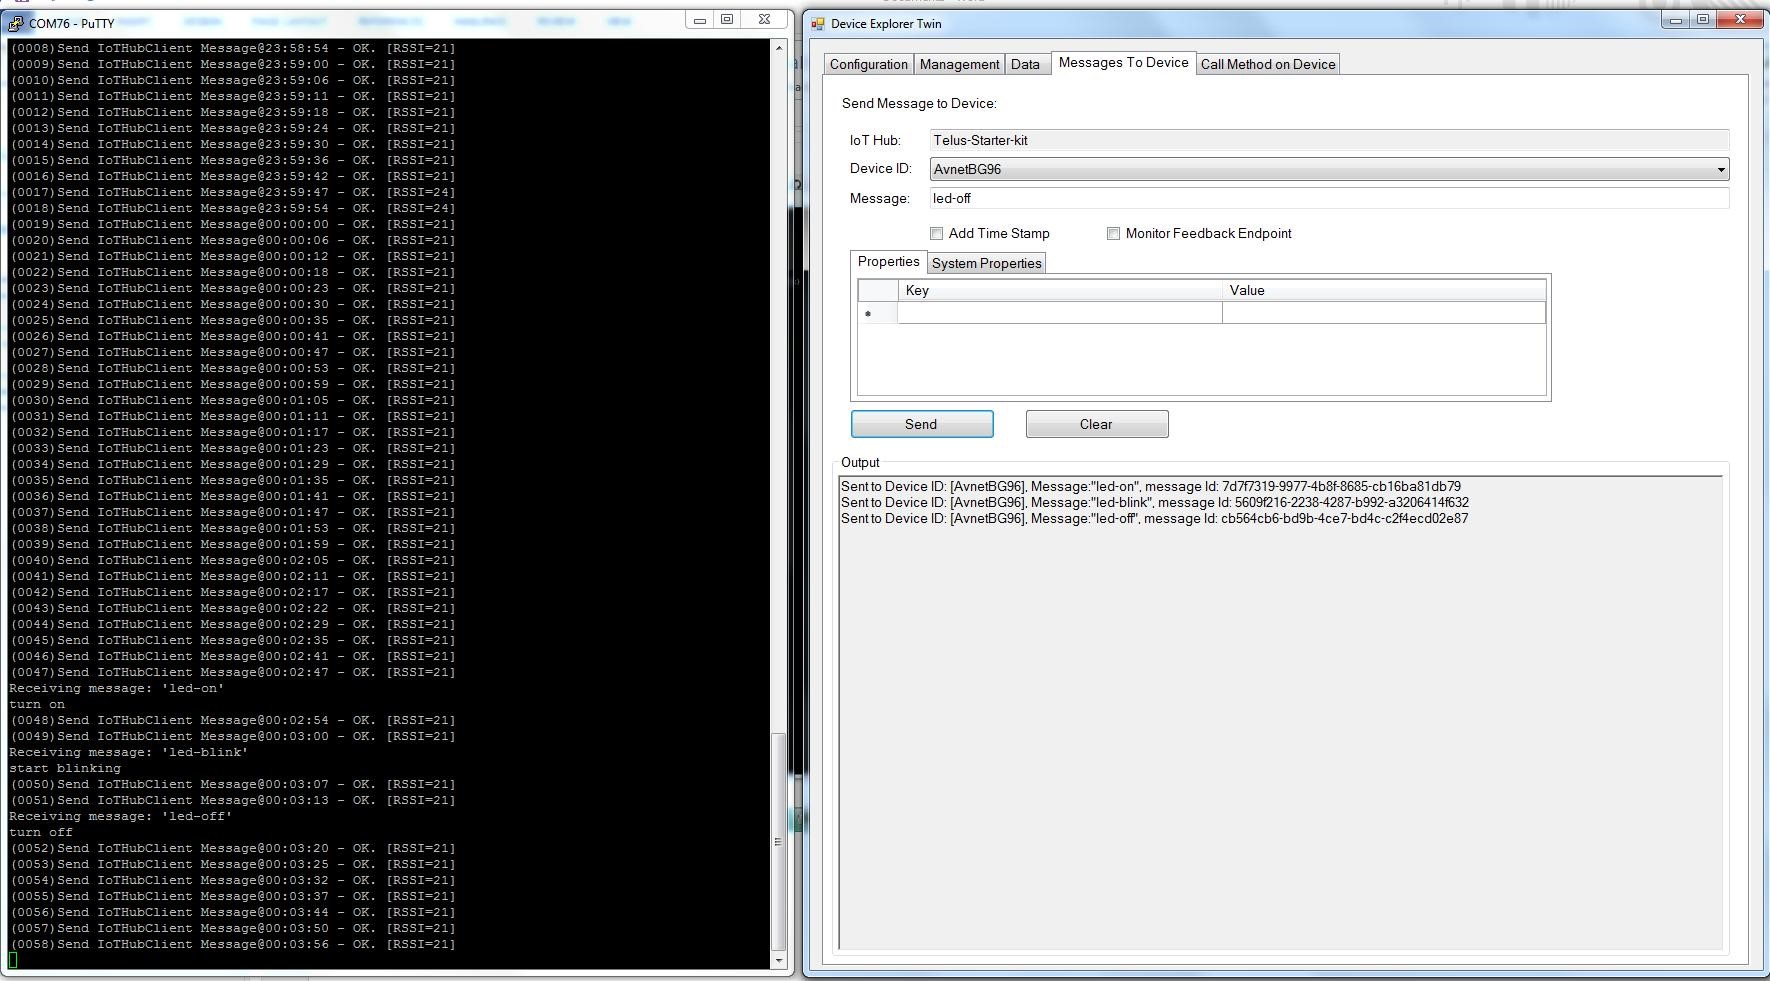 COM76 - PuTTY
(0008)Send IoTHubClient Message@23:58:54 - OK. [RSSI=21]
(0009)Send IoTHubClient Message@23:59:00 - OK. [RSSI=21]
(0010)Send IoTHubClient Message@23:59:06 - OK. [RSSI=21]
(0011)Send IoTHubClient Message@23:59:11 - OK. [RSSI=21]
(0012)Send IoTHubClient Message@23:59:18 - OK. [RSSI=21]
(0013)Send IoTHubClient Message@23:59:24 - OK. [RSSI=21]
(0014)Send IoTHubClient Message@23:59:30 - OK. [RSSI=21]
(0015)Send IoTHubClient Message@23:59:36 - OK. [RSSI=21]
(0016)Send IoTHubClient Message@23:59:42 - OK. [RSSI=21]
(0017)Send IoTHubClient Message@23:59:47 - OK. [RSSI=24]
(0018)Send IoTHubClient Message@23:59:54 - OK. [RSSI=24]
(0019)Send IoTHubClient Message@00:00:00 - OK. [RSSI=21]
(0020)Send IoTHubClient Message@00:00:06 - OK. [RSSI=21]
(0021)Send IoTHubClient Message@00:00:12 - OK. [RSSI=21]
(0022)Send IoTHubClient Message@00:00:18 - OK. [RSSI=21]
(0023)Send IoTHubClient Message@00:00:23 - OK. [RSSI=21]
(0024)Send IoTHubClient Message@00:00:30 - OK. [RSSI=21]
(0025)Send IoTHubClient Message@00:00:35 - OK. [RSSI=21]
(0026)Send IoTHubClient Message@00:00:41 - OK. [RSSI=21]
(0027)Send IoTHubClient Message@00:00:47 - OK. [RSSI=21]
(0028)Send IoTHubClient Message@00:00:53 - OK. [RSSI=21]
(0029)Send IoTHubClient Message@00:00:59 - OK. [RSSI=21]
(0030)Send IoTHubClient Message@00:01:05 - OK. [RSSI=21]
(0031)Send IoTHubClient Message@00:01:11 - OK. [RSSI=21]
(0032)Send IoTHubClient Message@00:01:17 - OK. [RSSI=21]
(0033)Send IoTHubClient Message@00:01:23 - OK. [RSSI=21]
(0034)Send IoTHubClient Message@00:01:29 - OK. [RSSI=21]
(0035)Send IoTHubClient Message@00:01:35 - OK. [RSSI=21]
(0036)Send IoTHubClient Message@00:01:41 - OK. [RSSI=21]
(0037)Send IoTHubClient Message@00:01:47 - OK. [RSSI=21]
(0038)Send IoTHubClient Message@00:01:53 - OK. [RSSI=21]
(0039)Send IoTHubClient Message@00:01:59 - OK. [RSSI=21]
(0040)Send IoTHubClient Message@00:02:05 - OK. [RSSI=21]
(0041)Send IoTHubClient Message@00:02:11 - OK. [RSSI=21]
(0042)Send IoTHubClient Message@00:02:17 - OK. [RSSI=21]
(0043)Send IoTHubClient Message@00:02:22 - OK. [RSSI=21]
(0044)Send IoTHubClient Message@00:02:29 - OK. [RSSI=21]
(0045)Send IoTHubClient Message@00:02:35 - OK. [RSSI=21]
(0046)Send IoTHubClient Message@00:02:41 - OK. [RSSI=21]
(0047)Send IoTHubClient Message@00:02:47 - OK. [RSSI=21]
Receiving message: 'led-on'
turn on
(0048)Send IoTHubClient Message@00:02:54 - OK. [RSSI=21]
(0049)Send IoTHubClient Message@00:03:00 - OK. [RSSI=21]
Receiving message: 'led-blink'
start blinking
(0050)Send IoTHubClient Message@00:03:07 - OK. [RSSI=21]
(0051)Send IoTHubClient Message@00:03:13 - OK. [RSSI=21]
Receiving message: 'led-off'
turn off
(0052)Send IoTHubClient Message@00:03:20 - OK. [RSSI=21]
(0053)Send IoTHubClient Message@00:03:25 - OK. [RSSI=21]
(0054)Send IoTHubClient Message@00:03:32 - OK. [RSSI=21]
(0055)Send IoTHubClient Message@00:03:37 - OK. [RSSI=21]
(0056)Send IoTHubClient Message@00:03:44 - OK. [RSSI=21]
(0057)Send IoTHubClient Message@00:03:50 - OK. [RSSI=21]
(0058)Send IoTHubClient Message@00:03:56 - OK. [RSSI=21]
Device Explorer Twin
Configuration Management Data Messages To Device Call Method on Device
Send Message to Device:
IoT Hub: Telus-Starter-kit
Device ID: AvnetBG96
Message: led-off
Add Time Stamp Monitor Feedback Endpoint
Properties System Properties
Key Value
Send Clear
Output
Sent to Device ID: [AvnetBG96], Message:"led-on", message Id: 7d7f7319-9977-4b8f-8685-cb16ba81db79
Sent to Device ID: [AvnetBG96], Message:"led-blink", message Id: 5609f216-2238-4287-b992-a3206414f632
Sent to Device ID: [AvnetBG96], Message:"led-off", message Id: cb564cb6-bd9b-4ce7-bd4c-c2f4ecd02e87